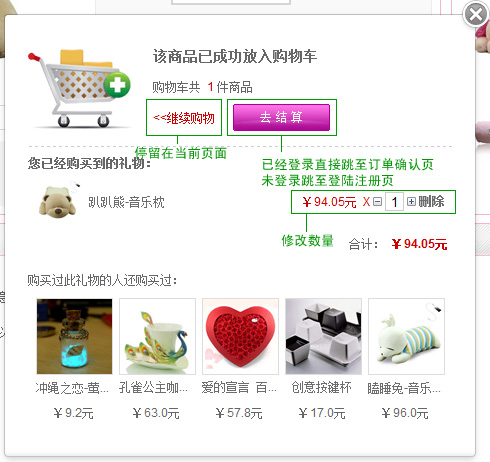 该商品已成功放入购物车
购物车共 1 件商品
<<继续购物
去 结 算
停留在当前页面
已经登录直接跳至订单确认页
未登录跳至登陆注册页
您已经购买到的礼物：
趴趴熊-音乐枕
￥94.05元 X 1 删除
修改数量
合计： ￥94.05元
购买过此礼物的人还购买过：
冲绳之恋-萤...
孔雀公主咖...
爱的宣言 百...
创意按键杯
瞌睡兔-音乐...
￥9.2元
￥63.0元
￥57.8元
￥17.0元
￥96.0元